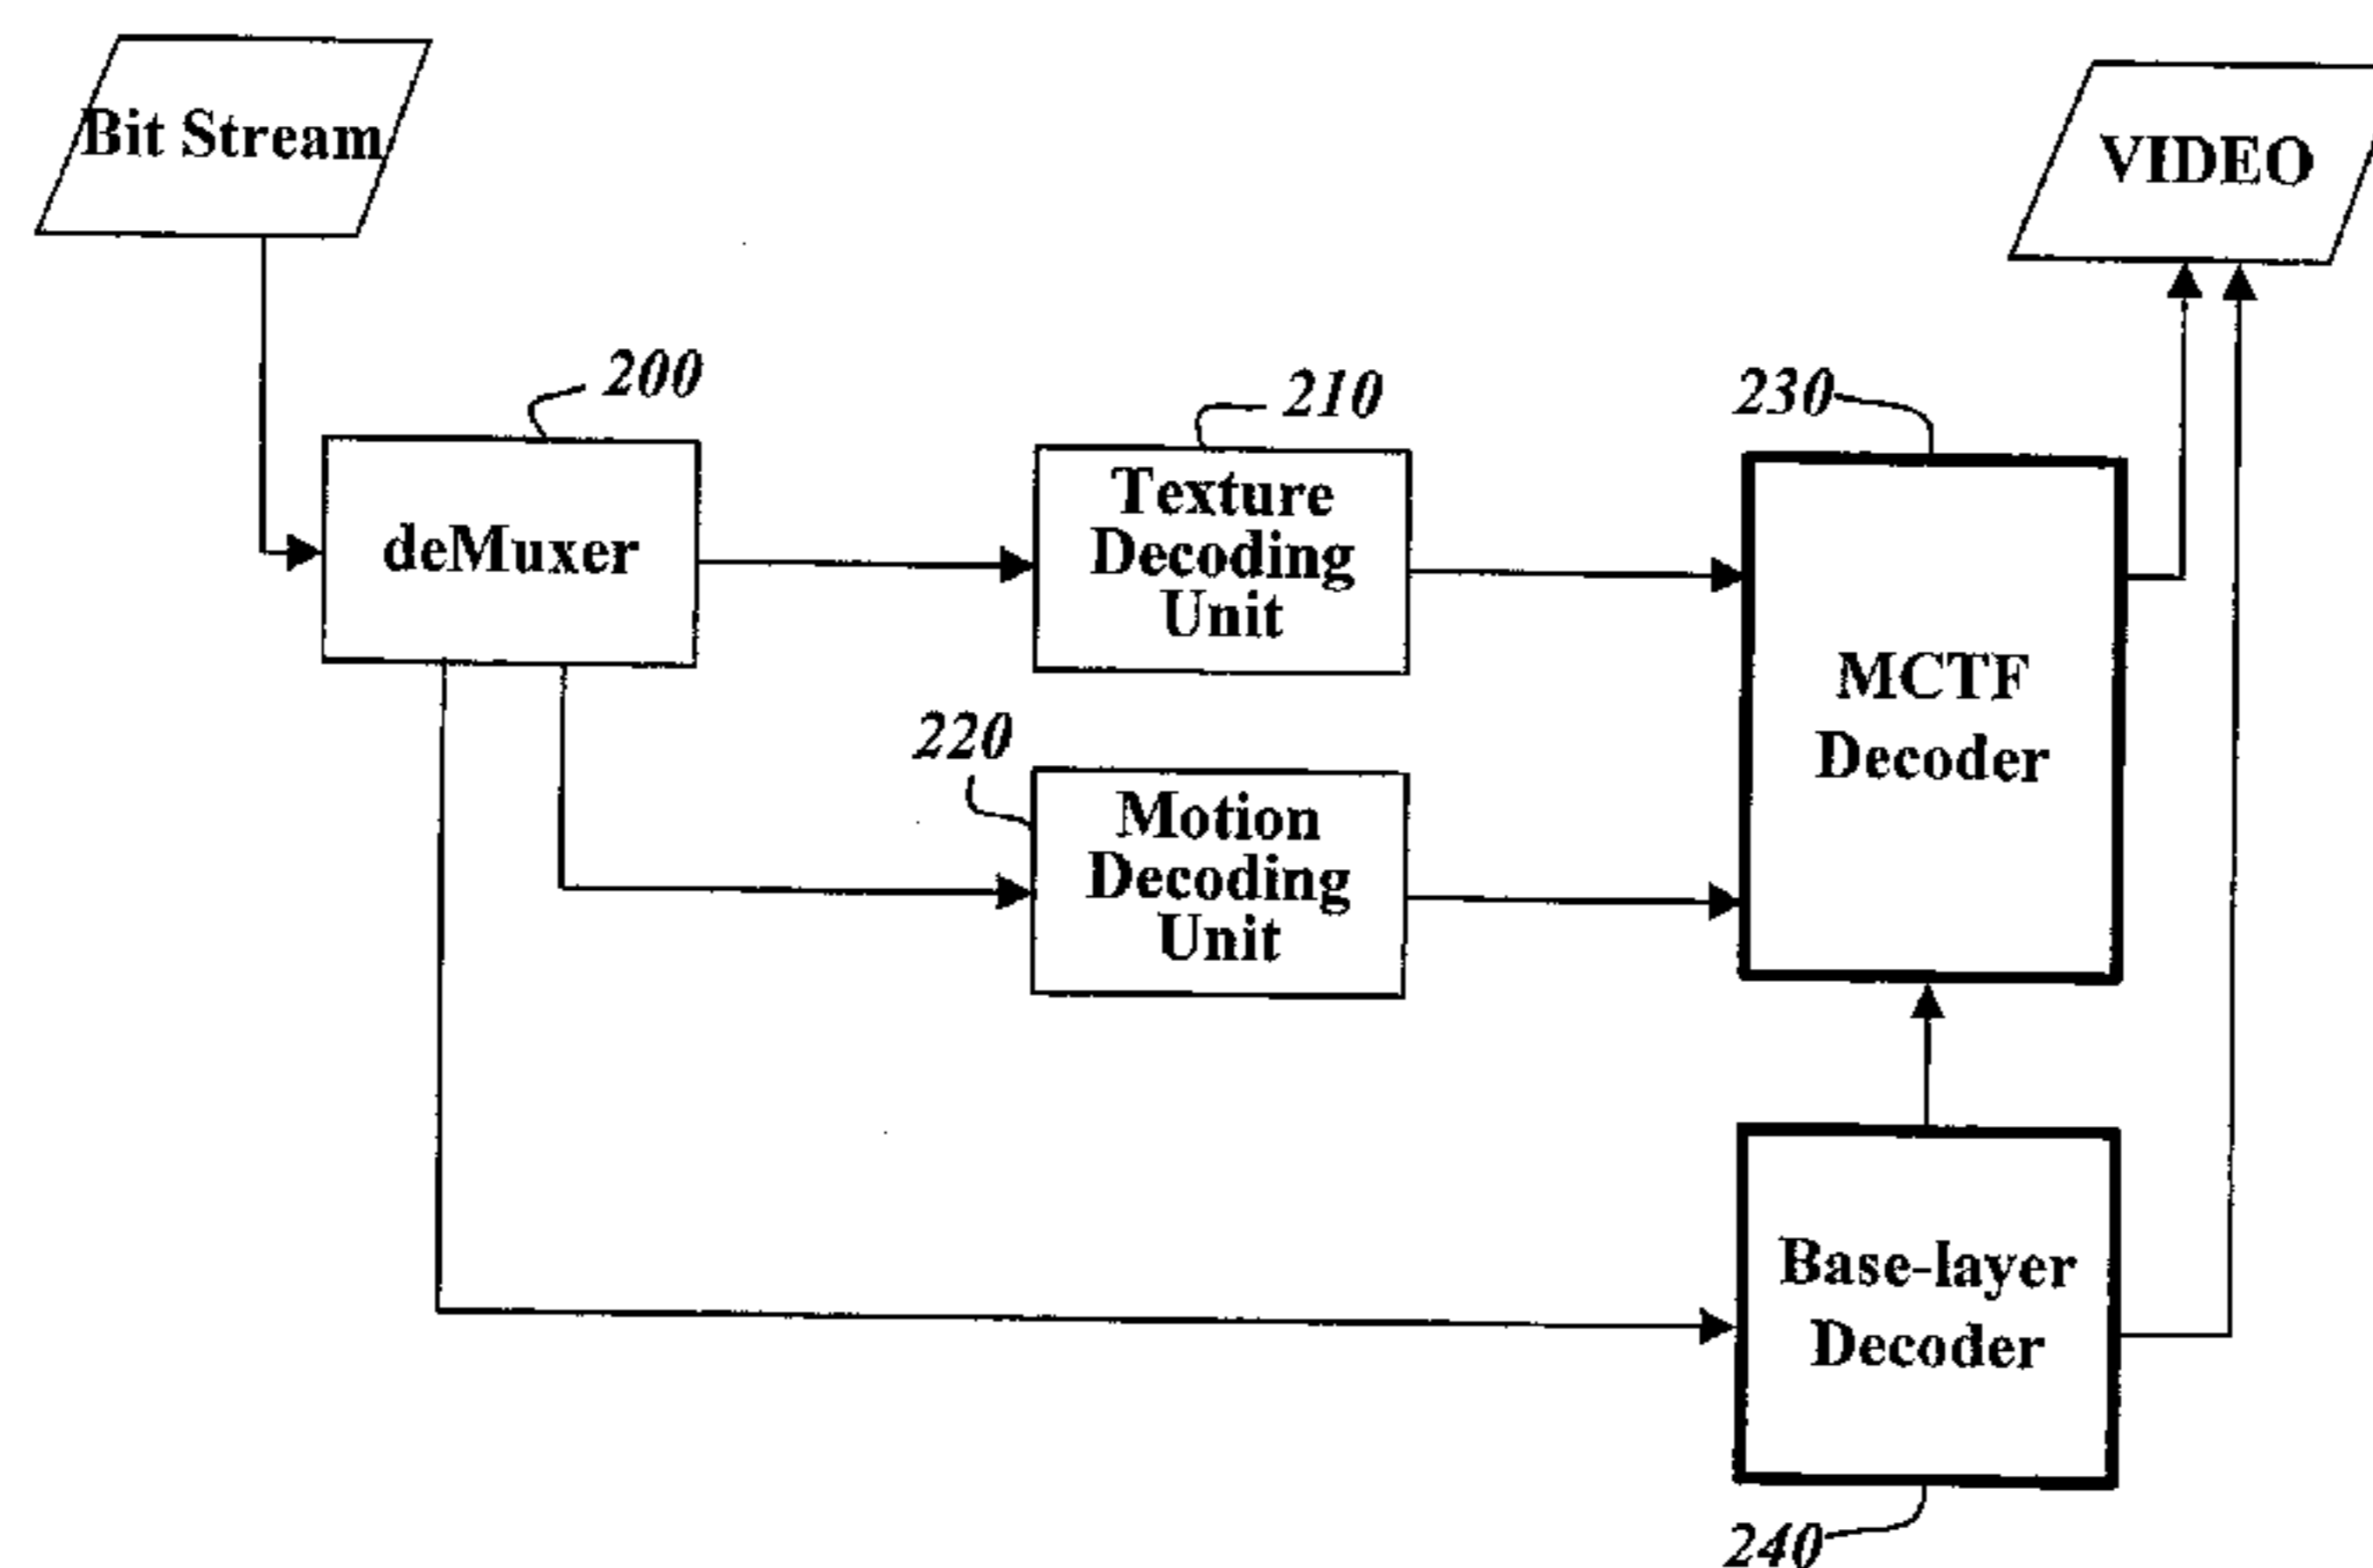 Bit Stream
VIDEO
200
210
230
deMuxer
Texture
Decoding
Unit
MCTF
Decoder
220
Motion
Decoding
Unit
Base-layer
Decoder
240